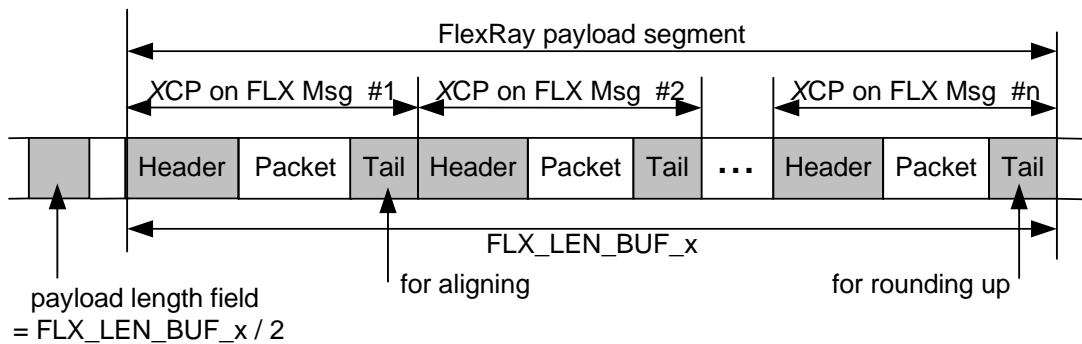 FlexRay payload segment
XCP on FLX Msg #1 XCP on FLX Msg #2 XCP on FLX Msg #n
Header Packet Tail Header Packet Tail ... Header Packet Tail
FLX_LEN_BUF_x
for aligning for rounding up
payload length field
= FLX_LEN_BUF_x / 2